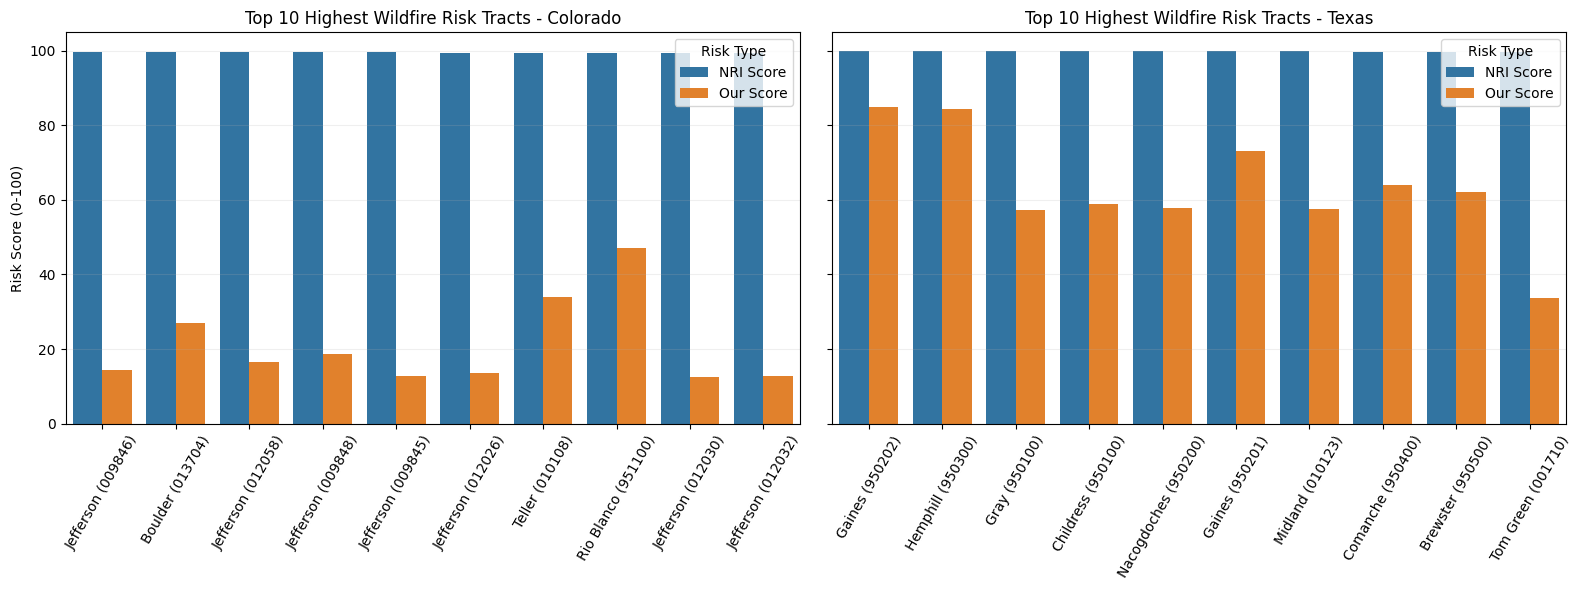 Top 10 Highest Wildfire Risk Tracts - Colorado
Risk Score (0-100)
100
80
60
40
20
0
Risk Type
NRI Score
Our Score
Jefferson (009846)
Boulder (013704)
Jefferson (012058)
Jefferson (009848)
Jefferson (009845)
Jefferson (012026)
Teller (010108)
Rio Blanco (951100)
Jefferson (012030)
Jefferson (012032)
Top 10 Highest Wildfire Risk Tracts - Texas
Risk Type
NRI Score
Our Score
Gaines (950202)
Hemphill (950300)
Gray (950100)
Childress (950100)
Nacogdoches (950200)
Gaines (950201)
Midland (010123)
Comanche (950400)
Brewster (950500)
Tom Green (001710)